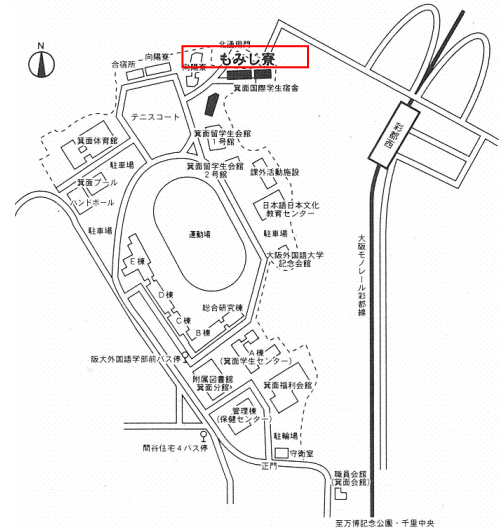 N
北通用門
もみじ寮
向陽寮
合宿所
向陽寮
箕面国際学生宿舎
テニスコート
箕面留学生会館
1号館
箕面体育館
彩都西
駐車場
箕面留学生会館
2号館
課外活動施設
箕面プール
ハンドボール
日本語日本文化
教育センター
駐車場
運動場
駐車場
大阪外国語大学
記念会館
大阪モノレール彩都線
E棟
D棟
総合研究棟
C棟
B棟
阪大外国語学部前バス停
A棟
(箕面学生センター)
附属図書館
箕面分館
箕面福利会館
管理棟
(保健センター)
駐輪場
間谷住宅4バス停
守衛室
正門
職員会館
(箕面会館)
至万博記念公園・千里中央